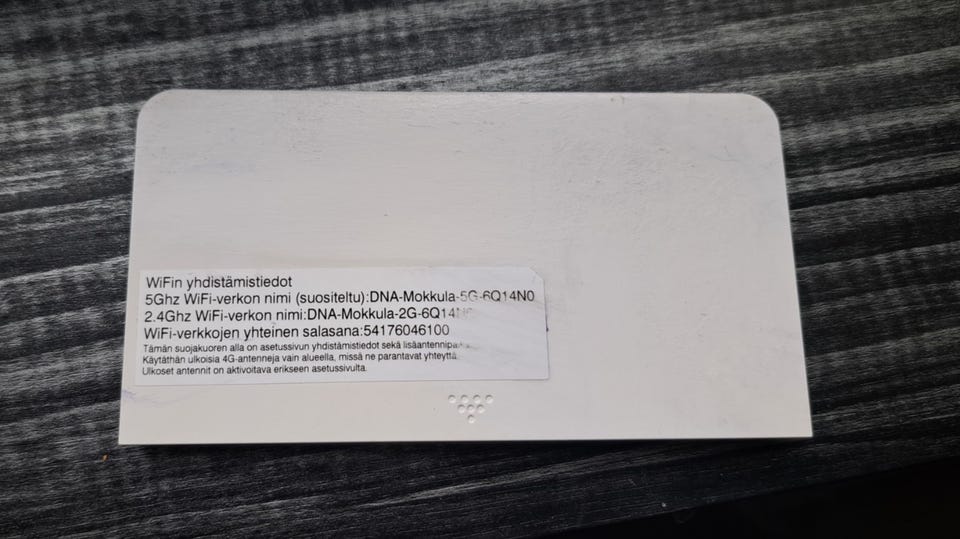 WiFin yhdistämistiedot
5Ghz WiFi-verkon nimi (suositeltu):DNA-Mokkula-5G-6Q14N0
2.4Ghz WiFi-verkon nimi:
WiFi-verkkojen yhteinen salasana:54176046100
Tämän suojakuoren alla on asetussivun yhdistämistiedot sekä
Käytäthän ulkoisia 4G-antenneja vain alueella, missä ne parantavat yhteyttä.
Ulkoset antennit on aktivoitava erikseen asetussivulta.